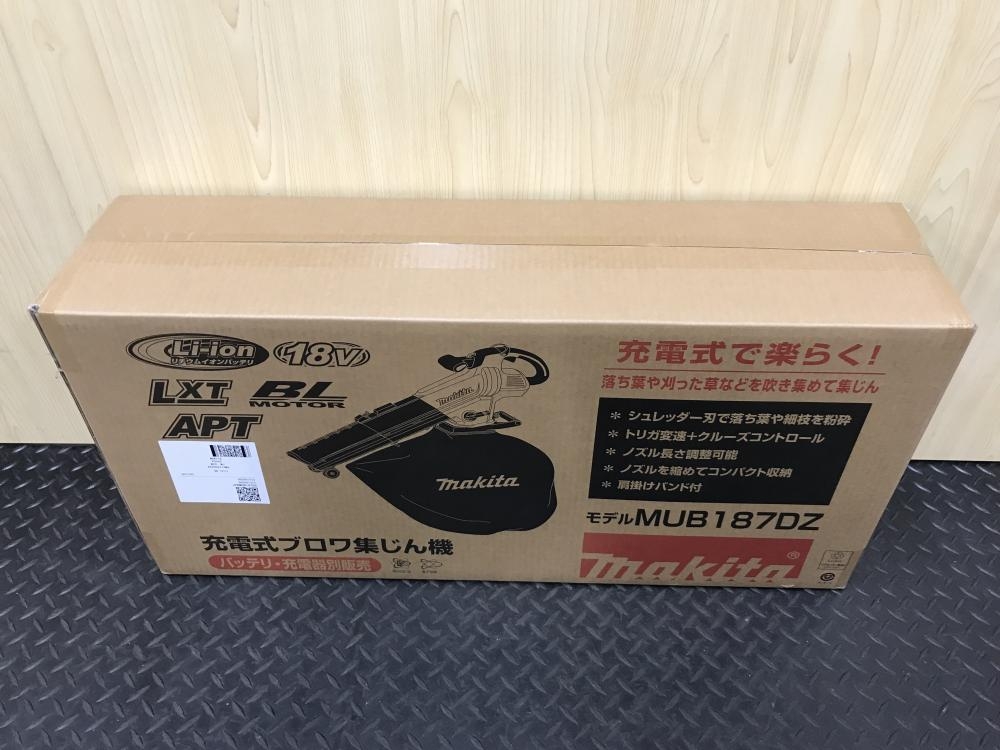 Li-ion
リチウムイオンバッテリ
18V
LXT
BL
MOTOR
APT
makita
makita
充電式ブロワ集じん機
バッテリ・充電器別販売
充電式で楽らく!
落ち葉や刈った草などを吹き集めて集じん
＊ シュレッダー刃で落ち葉や細枝を粉砕
＊ トリガ変速+クルーズコントロール
＊ ノズル長さ調整可能
＊ ノズルを縮めてコンパクト収納
＊ 肩掛けバンド付
モデルMUB187DZ
makita®